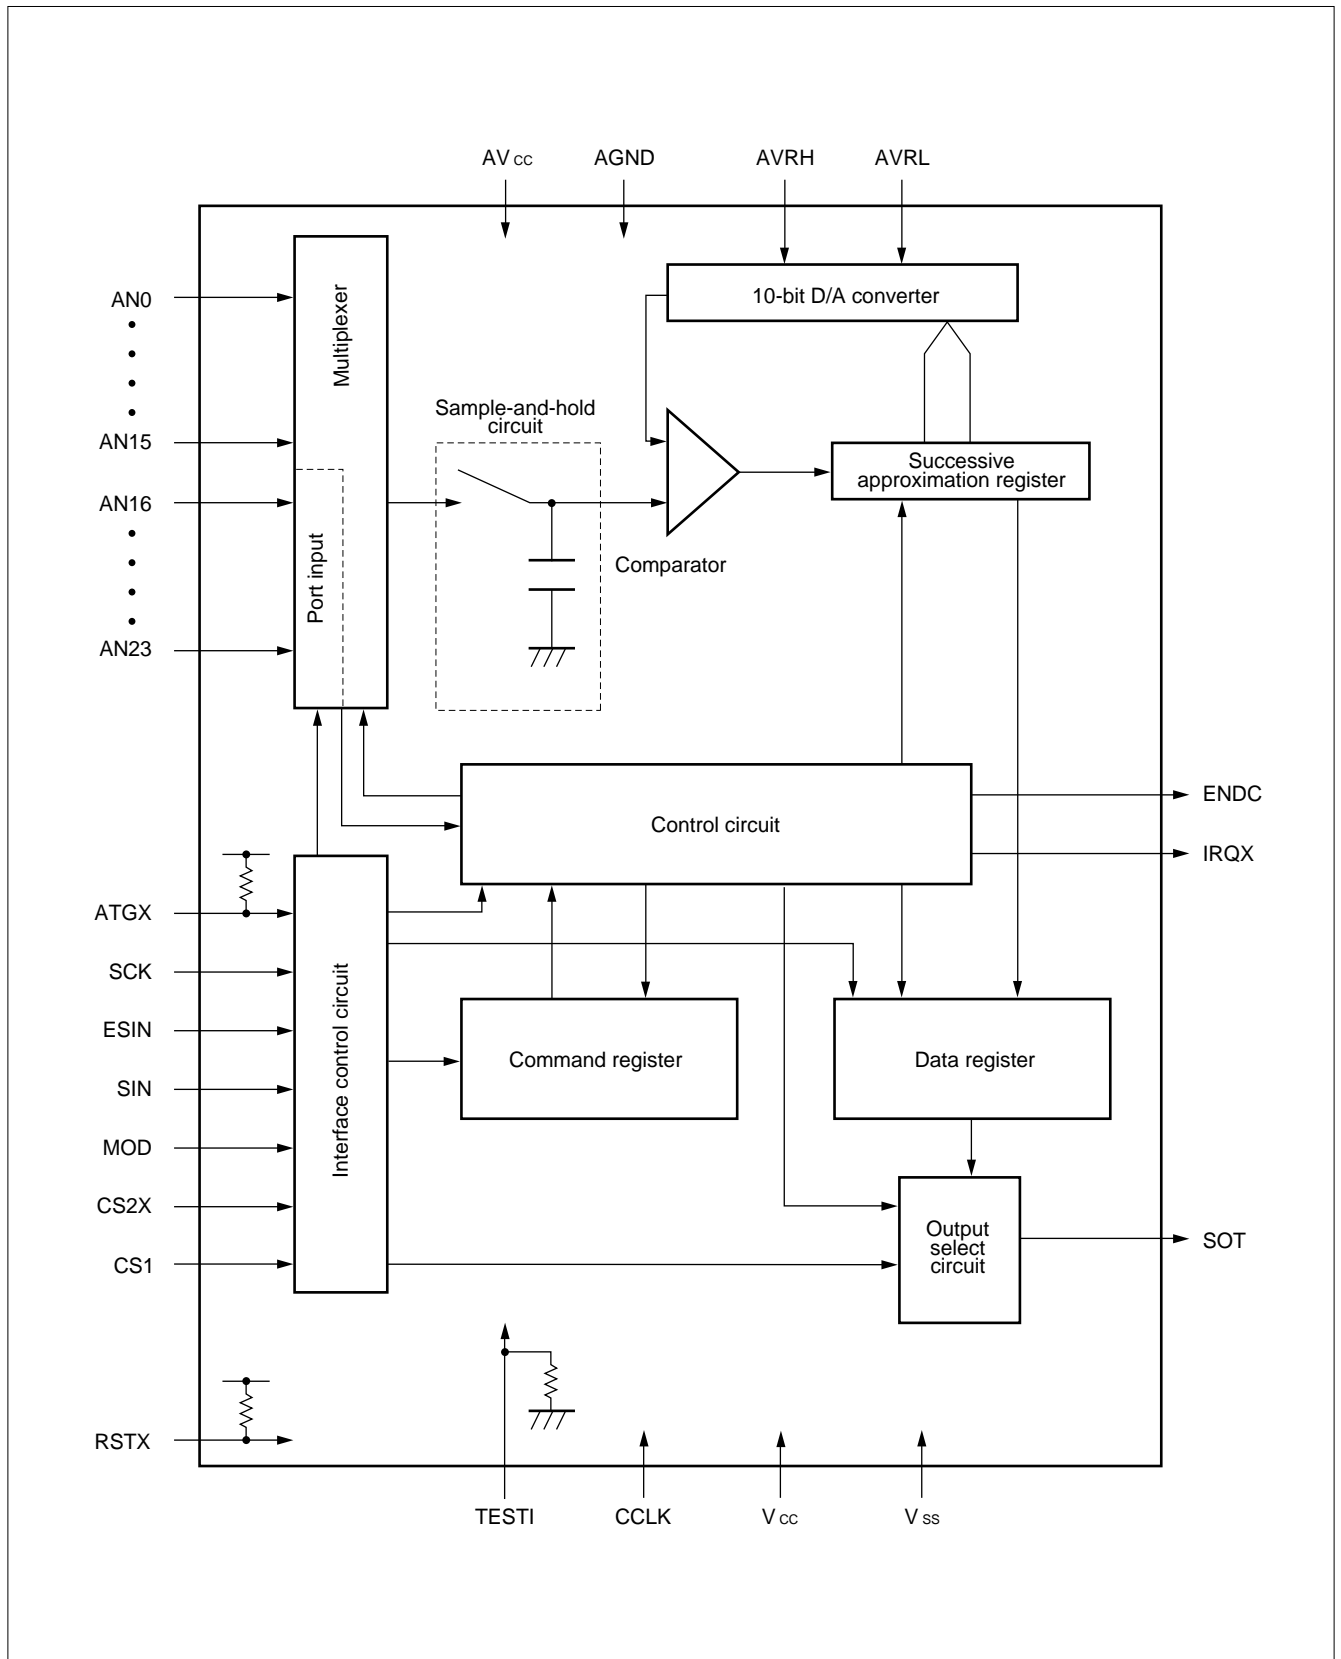 AVCC AGND AVRH AVRL
10-bit D/A converter
AN0
Multiplexer
Sample-and-hold
circuit
AN15
Successive
approximation register
AN16
Port input
Comparator
AN23
ENDC
Control circuit
IRQX
ATGX
SCK
Interface control circuit
ESIN
Command register
Data register
SIN
MOD
CS2X
Output
select
circuit
SOT
CS1
RSTX
TESTI CCLK VCC VSS